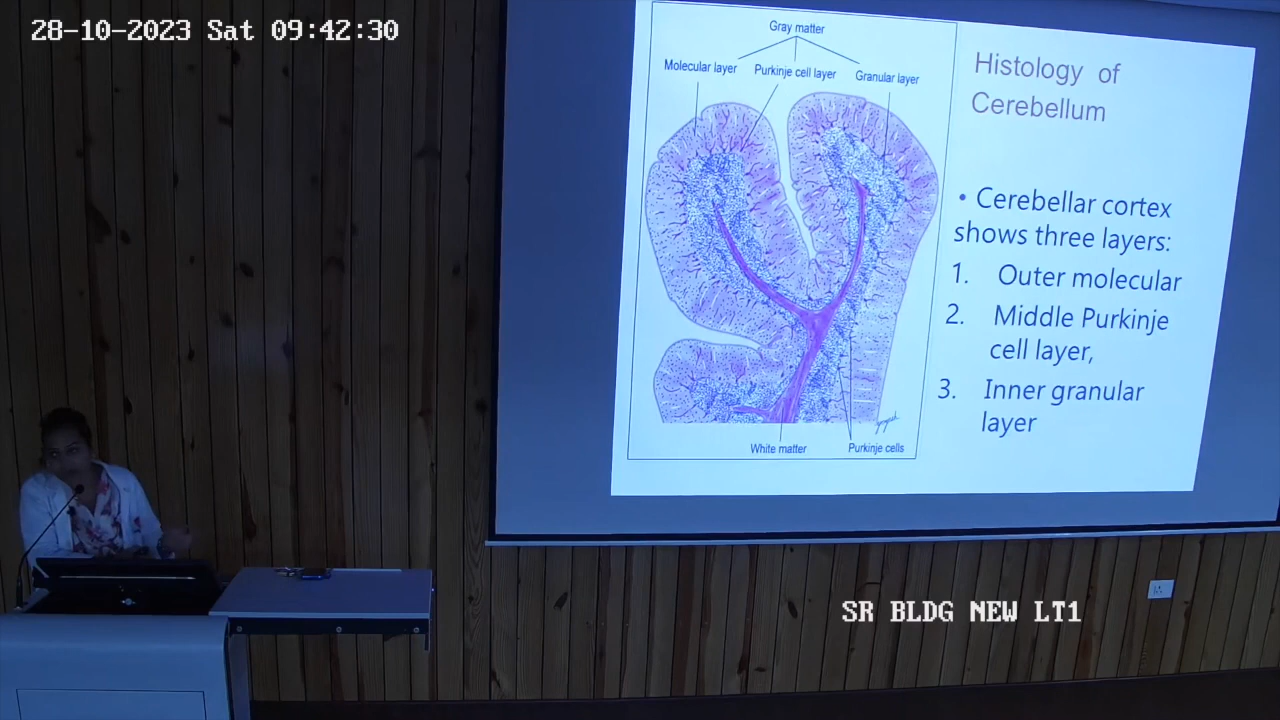 28-10-2023 Sat 09:42:30
Gray matter
Molecular layer
Purkinje cell layer
Granular layer
White matter
Purkinje cells
Histology of
Cerebellum
• Cerebellar cortex
shows three layers:
1. Outer molecular
2. Middle Purkinje
cell layer,
3. Inner granular
layer
SR BLDG NEW LT1